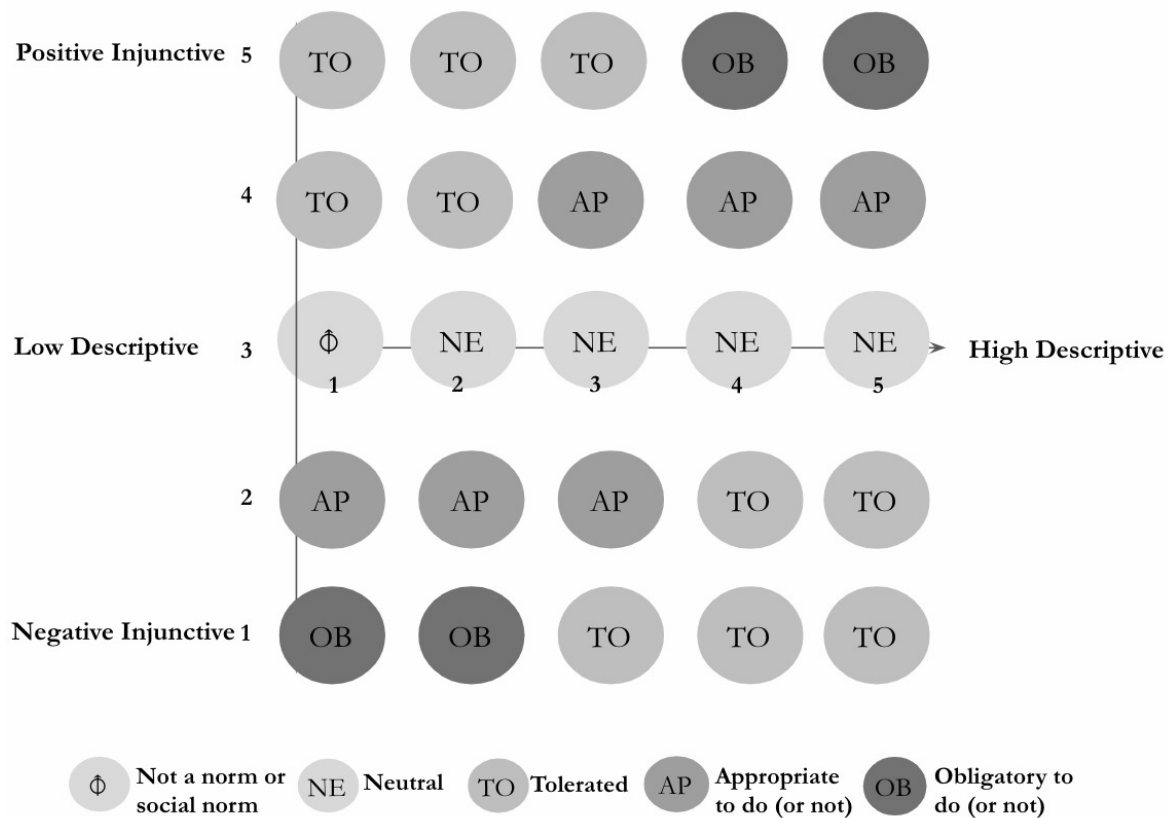 Positive Injunctive 5 TO TO TO OB OB
4 TO TO AP AP AP
Low Descriptive 3 Φ NE NE NE NE High Descriptive
1 2 3 4 5
2 AP AP AP TO TO
Negative Injunctive 1 OB OB TO TO TO
Φ Not a norm or
social norm
NE Neutral
TO Tolerated
AP Appropriate
to do (or not)
OB Obligatory to
do (or not)